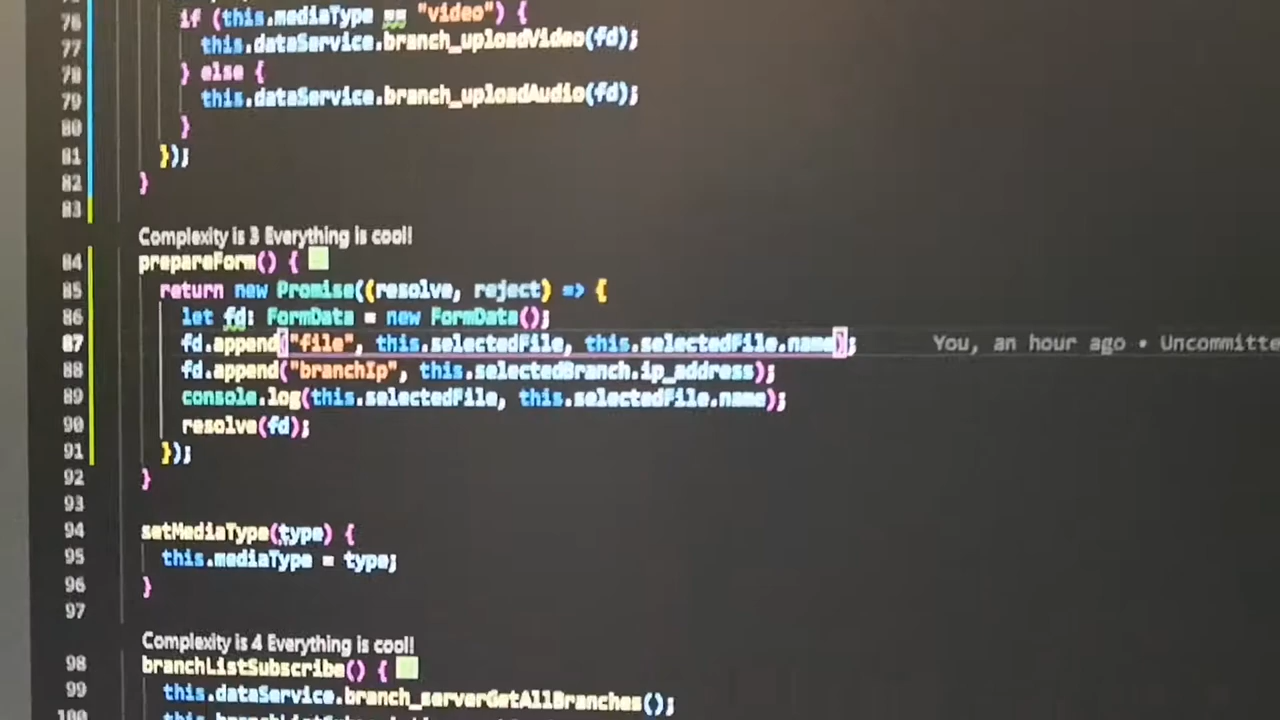 76 if (this.mediaType == "video") {
77 this.dataService.branch_uploadVideo(fd);
78 } else {
79 this.dataService.branch_uploadAudio(fd);
80 }
81 });
82 }
83
Complexity is 3 Everything is cool!
84 prepareForm() {
85 return new Promise((resolve, reject) => {
86 let fd: FormData = new FormData();
87 fd.append("file", this.selectedFile, this.selectedFile.name); You, an hour ago • Uncommitte
88 fd.append("branchIp", this.selectedBranch.ip_address);
89 console.log(this.selectedFile, this.selectedFile.name);
90 resolve(fd);
91 });
92 }
93
94 setMediaType(type) {
95 this.mediaType = type;
96 }
97
Complexity is 4 Everything is cool!
98 branchListSubscribe() {
99 this.dataService.branch_serverGetAllBranches();
100